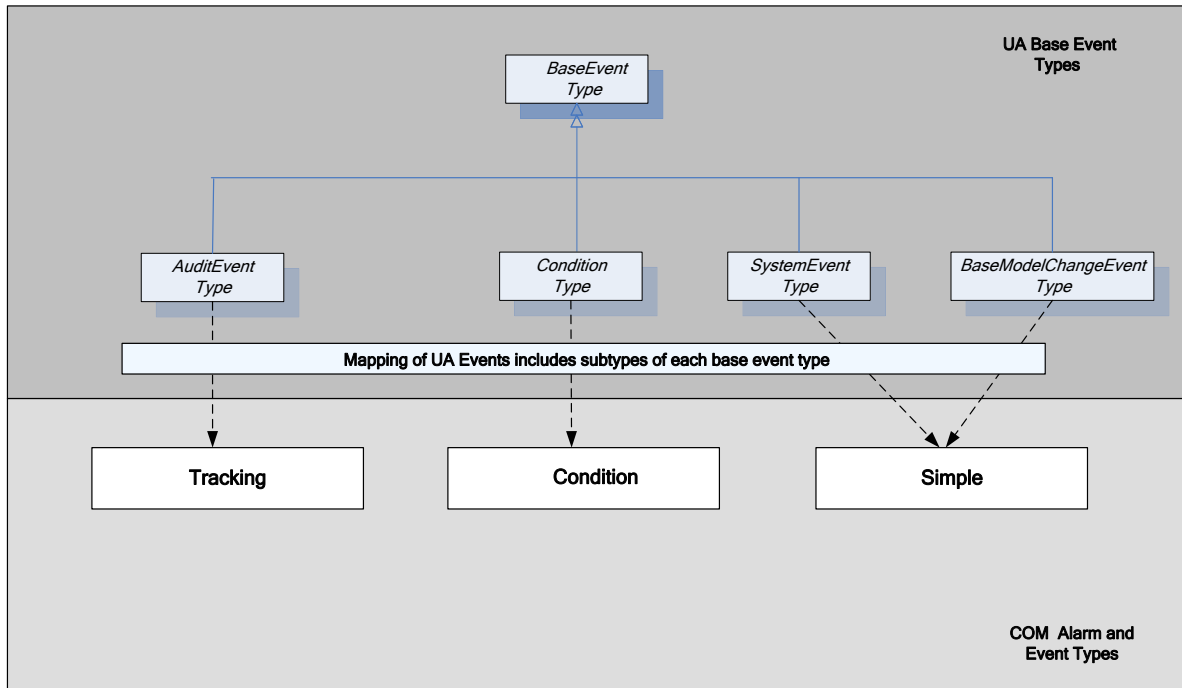 UA Base Event
Types
BaseEvent
Type
AuditEvent
Type
Condition
Type
SystemEvent
Type
BaseModelChangeEvent
Type
Mapping of UA Events includes subtypes of each base event type
Tracking
Condition
Simple
COM Alarm and
Event Types